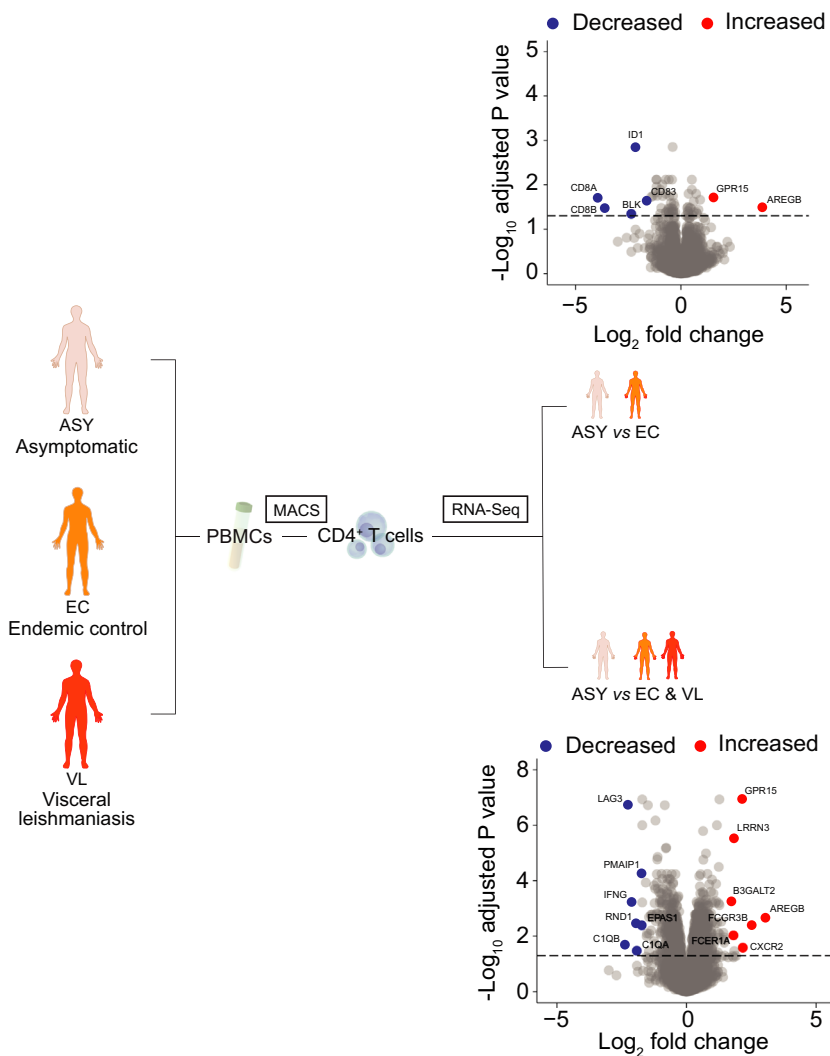 Decreased Increased
5
4
3
2
1
0
-Log10 adjusted P value
ID1
CD8A
CD8B
BLK
CD83
GPR15
AREGB
−5 0 5
Log2 fold change
ASY
Asymptomatic
EC
Endemic control
VL
Visceral
leishmaniasis
PBMCs
MACS
CD4+ T cells
RNA-Seq
ASY vs EC
ASY vs EC & VL
Decreased Increased
8
6
4
2
0
-Log10 adjusted P value
LAG3
GPR15
LRRN3
PMAIP1
IFNG
B3GALT2
RND1
EPAS1
FCGR3B
AREGB
C1QB
C1QA
FCER1A
CXCR2
−5 0 5
Log2 fold change